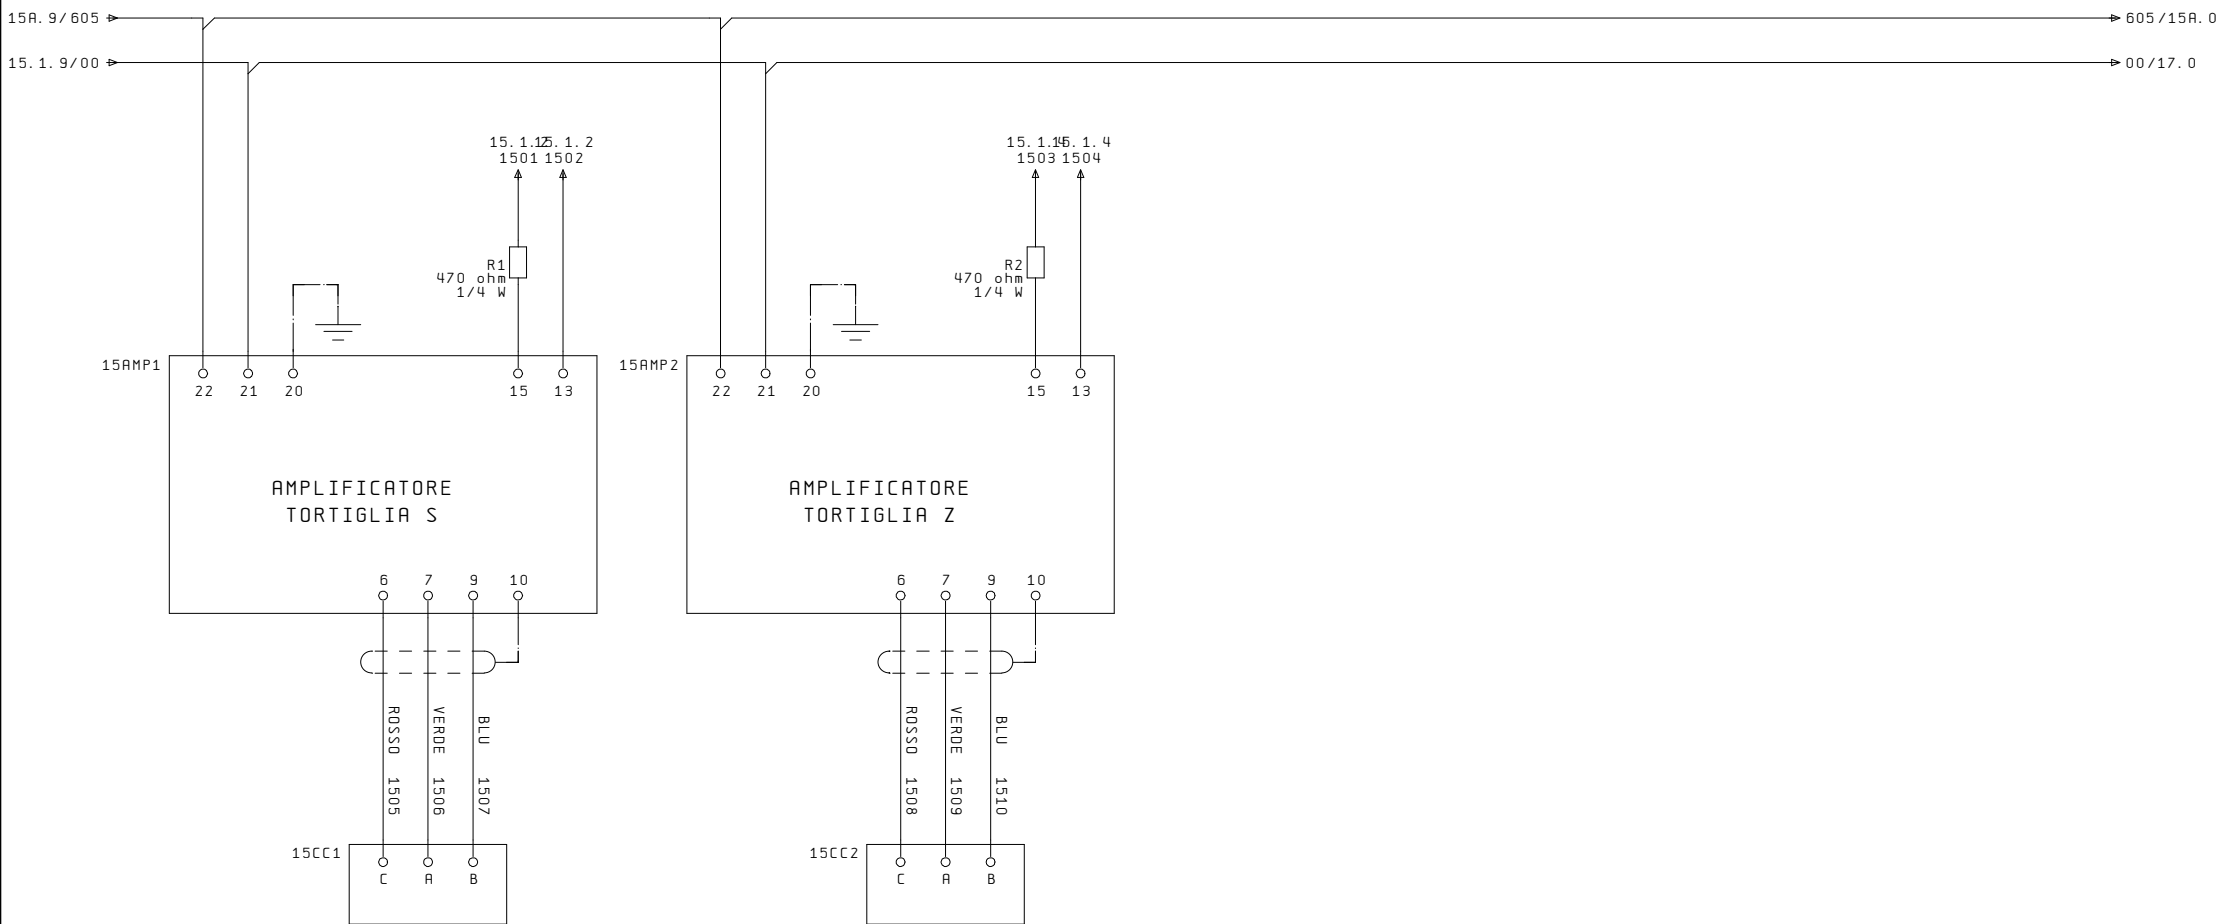 15A.9/605
605/15A.0
15.1.9/00
00/17.0
15.1.2 15.1.2
1501 1502
15.1.4 15.1.4
1503 1504
R1
470 ohm
1/4 W
R2
470 ohm
1/4 W
15AMP1
22 21 20 15 13
AMPLIFICATORE
TORTIGLIA S
6 7 9 10
15AMP2
22 21 20 15 13
AMPLIFICATORE
TORTIGLIA Z
6 7 9 10
ROSSO 1505
VERDE 1506
BLU 1507
ROSSO 1508
VERDE 1509
BLU 1510
15CC1
C A B
15CC2
C A B